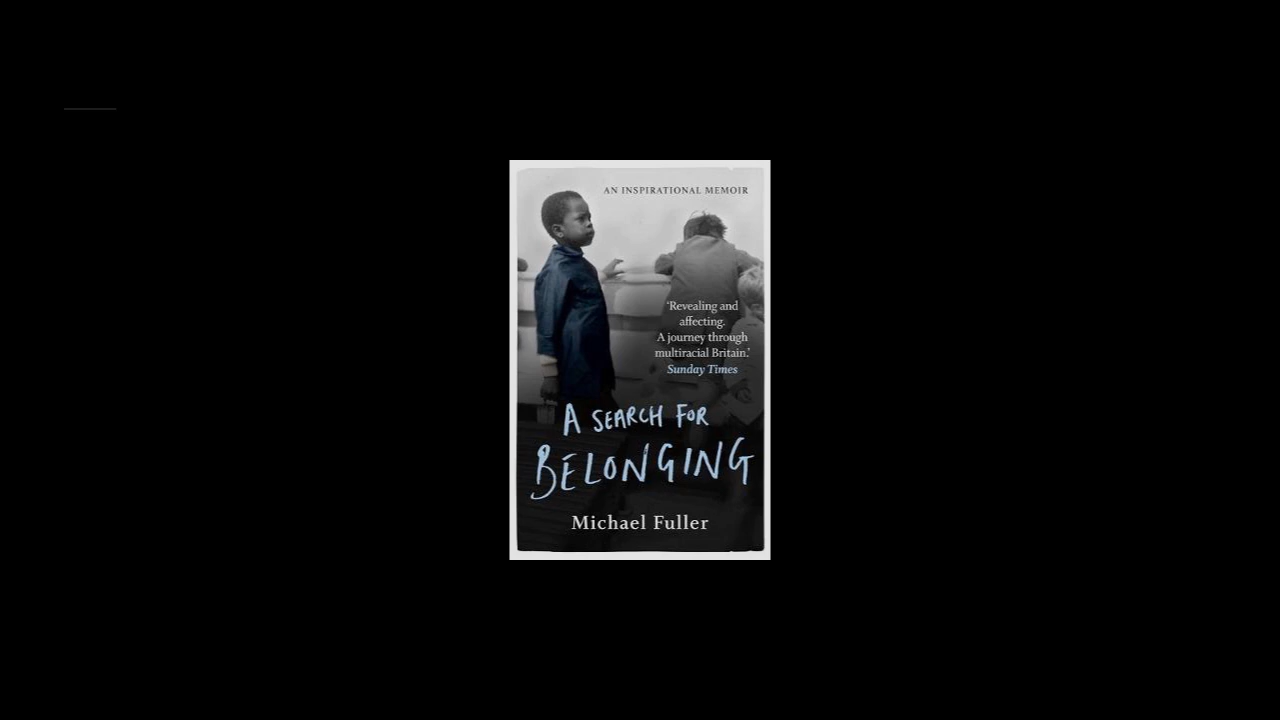 AN INSPIRATIONAL MEMOIR
‘Revealing and
affecting.
A journey through
multiracial Britain.’
Sunday Times
A SEARCH FOR
BELONGING
Michael Fuller